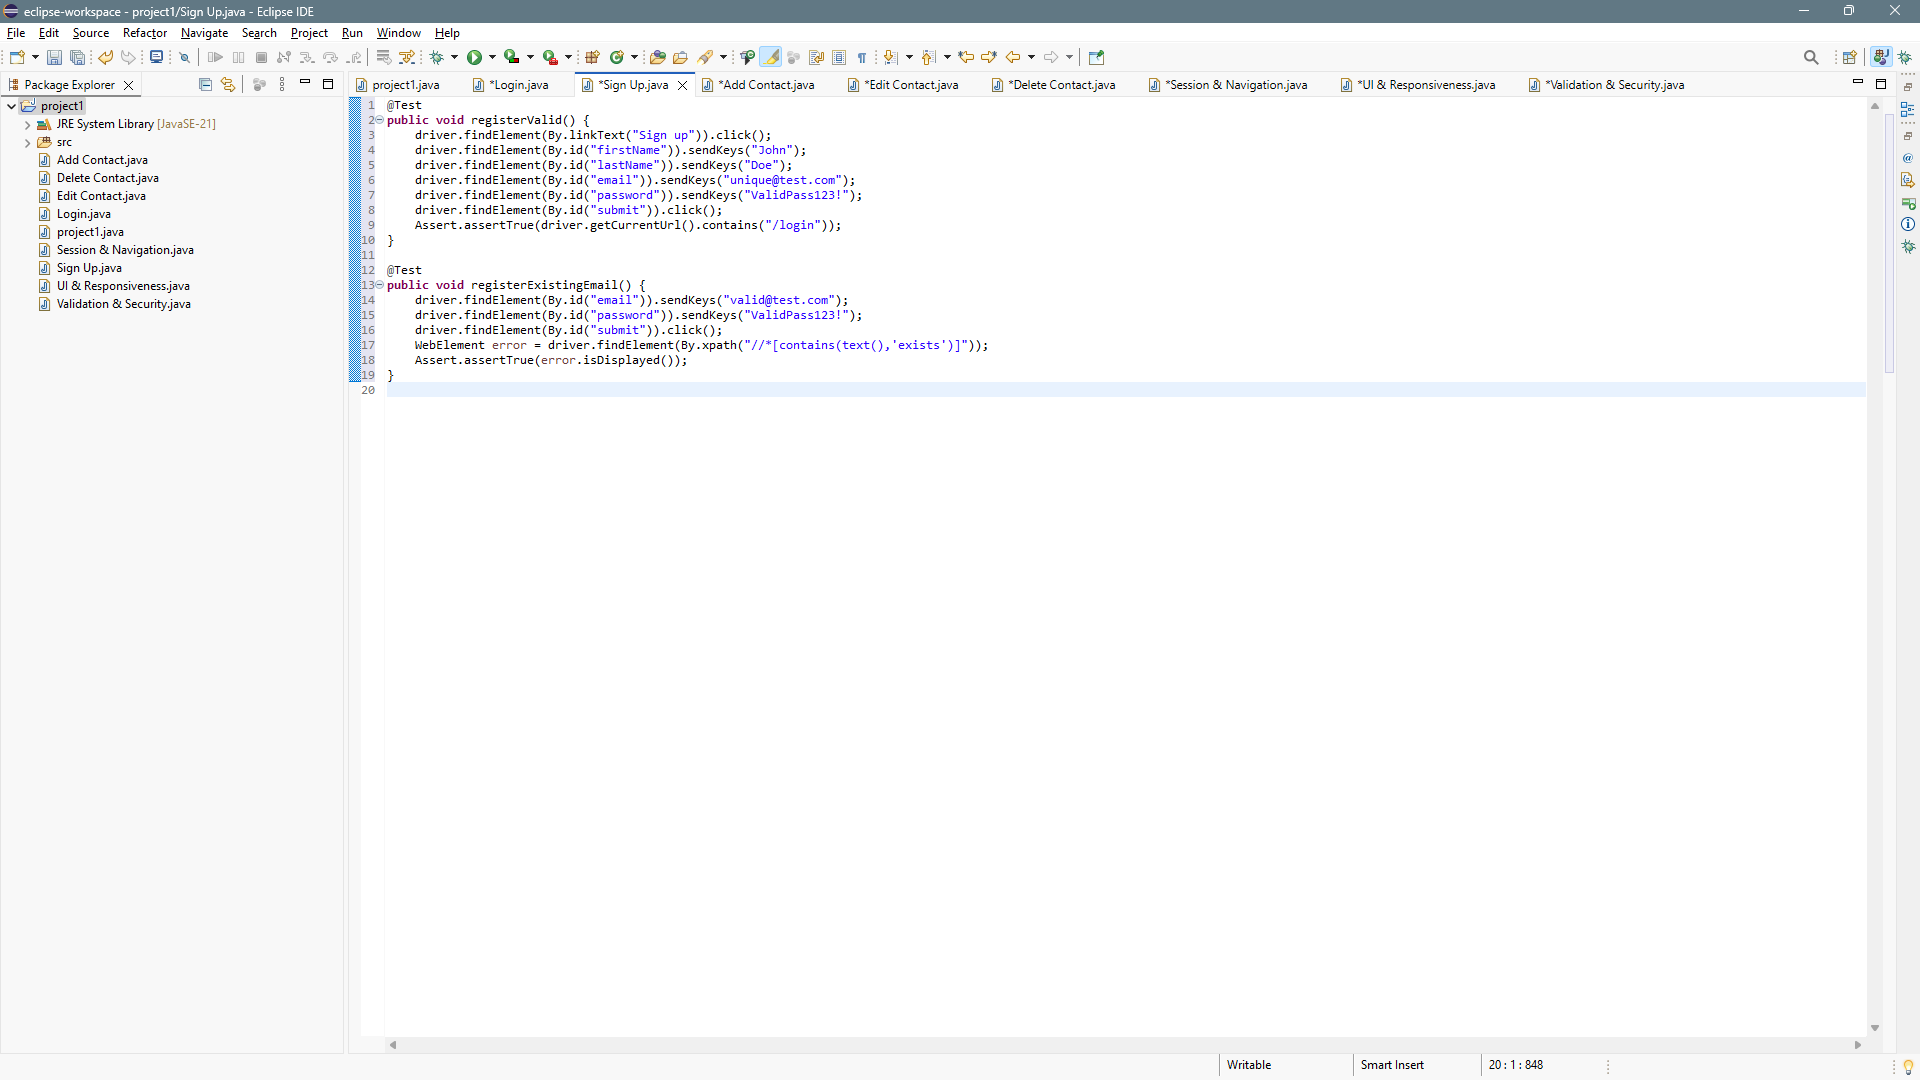 eclipse-workspace - project1/Sign Up.java - Eclipse IDE
File Edit Source Refactor Navigate Search Project Run Window Help
Package Explorer
project1.java *Login.java *Sign Up.java *Add Contact.java *Edit Contact.java *Delete Contact.java *Session & Navigation.java *UI & Responsiveness.java *Validation & Security.java
project1
JRE System Library [JavaSE-21]
src
Add Contact.java
Delete Contact.java
Edit Contact.java
Login.java
project1.java
Session & Navigation.java
Sign Up.java
UI & Responsiveness.java
Validation & Security.java
1 @Test
2 public void registerValid() {
3 driver.findElement(By.linkText("Sign up")).click();
4 driver.findElement(By.id("firstName")).sendKeys("John");
5 driver.findElement(By.id("lastName")).sendKeys("Doe");
6 driver.findElement(By.id("email")).sendKeys("unique@test.com");
7 driver.findElement(By.id("password")).sendKeys("ValidPass123!");
8 driver.findElement(By.id("submit")).click();
9 Assert.assertTrue(driver.getCurrentUrl().contains("/login"));
10 }
11
12 @Test
13 public void registerExistingEmail() {
14 driver.findElement(By.id("email")).sendKeys("valid@test.com");
15 driver.findElement(By.id("password")).sendKeys("ValidPass123!");
16 driver.findElement(By.id("submit")).click();
17 WebElement error = driver.findElement(By.xpath("//*[contains(text(),'exists')]"));
18 Assert.assertTrue(error.isDisplayed());
19 }
20
Writable Smart Insert 20 : 1 : 848